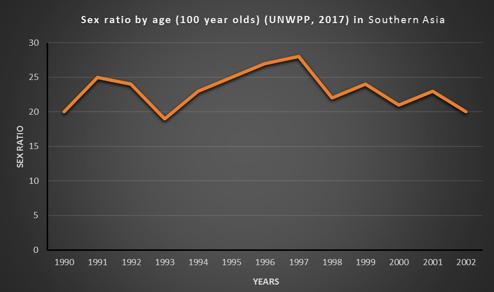 Sex ratio by age (100 year olds) (UNWPP, 2017) in Southern Asia
30
25
20
15
10
5
0
SEX RATIO
1990 1991 1992 1993 1994 1995 1996 1997 1998 1999 2000 2001 2002
YEARS